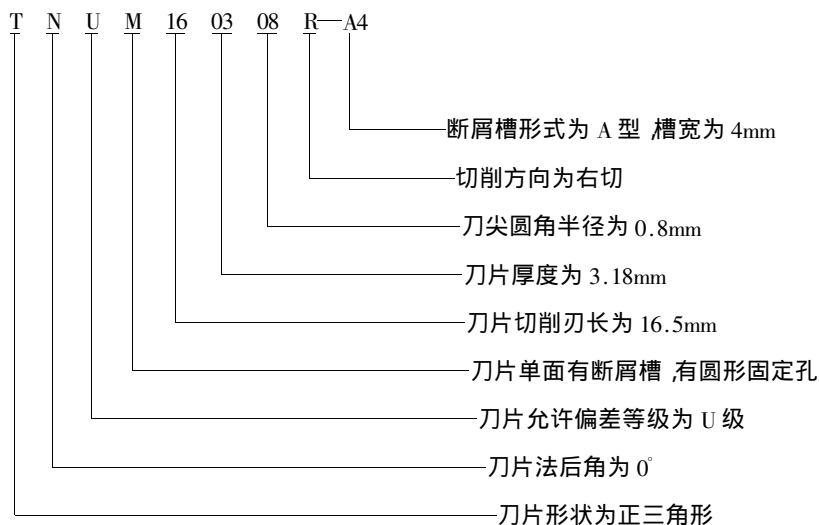 T N U M 16 03 08 R—A4
断屑槽形式为 A 型 ,槽宽为 4mm
切削方向为右切
刀尖圆角半径为 0.8mm
刀片厚度为 3.18mm
刀片切削刃长为 16.5mm
刀片单面有断屑槽 ,有圆形固定孔
刀片允许偏差等级为 U 级
刀片法后角为 0°
刀片形状为正三角形